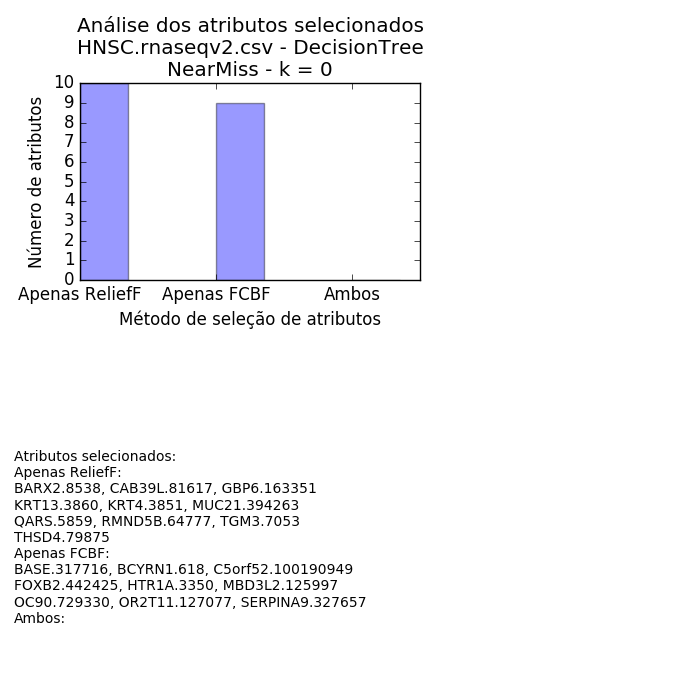 Análise dos atributos selecionados
HNSC.rnaseqv2.csv - DecisionTree
NearMiss - k = 0
10
9
8
7
6
5
4
3
2
1
0
Número de atributos
Apenas ReliefF
Apenas FCBF
Ambos
Método de seleção de atributos
Atributos selecionados:
Apenas ReliefF:
BARX2.8538, CAB39L.81617, GBP6.163351
KRT13.3860, KRT4.3851, MUC21.394263
QARS.5859, RMND5B.64777, TGM3.7053
THSD4.79875
Apenas FCBF:
BASE.317716, BCYRN1.618, C5orf52.100190949
FOXB2.442425, HTR1A.3350, MBD3L2.125997
OC90.729330, OR2T11.127077, SERPINA9.327657
Ambos: